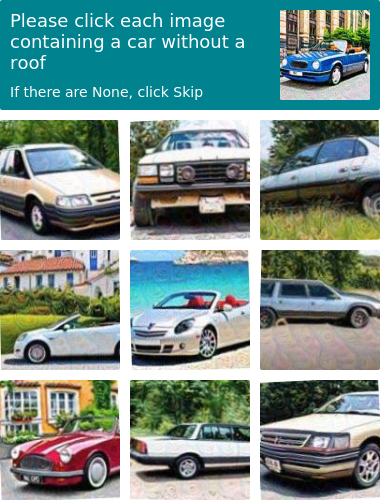 Please click each image
containing a car without a
roof
If there are None, click Skip